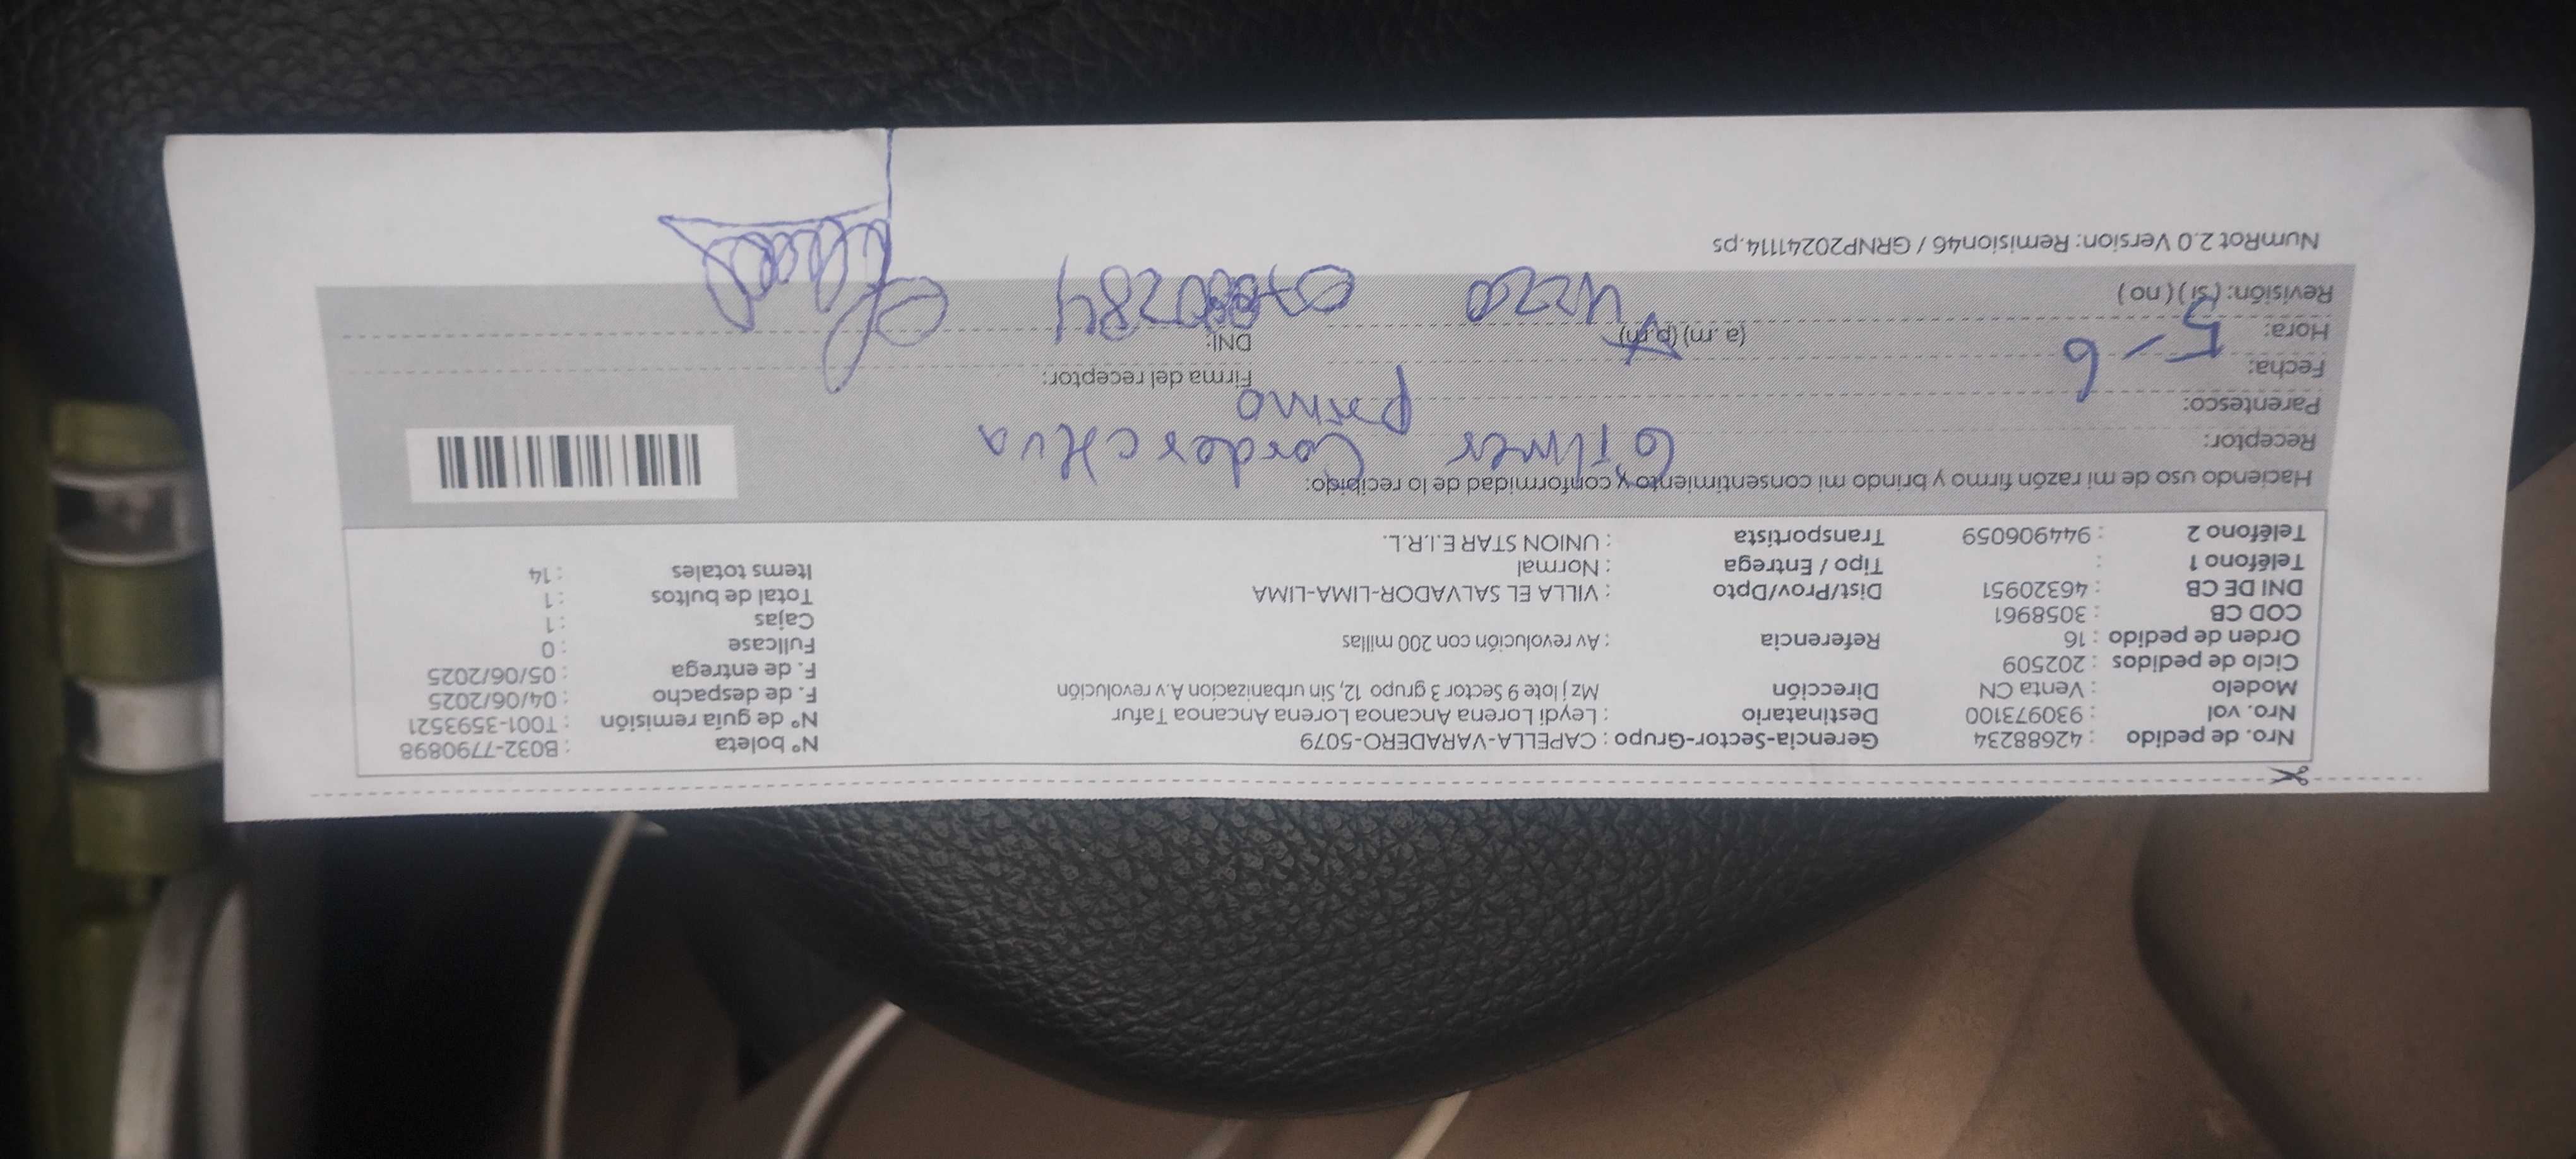 Nro. de pedido : 42688234 Gerencia-Sector-Grupo : CAPELLA-VARADERO-5079 N° boleta : B032-7790898
Nro. vol : 930973100 Destinatario : Leydi Lorena Ancanoa Lorena Ancanoa Tafur N° de guía remisión : T001-3593521
Modelo : Venta CN Dirección Mz j lote 9 Sector 3 grupo 12, Sin urbanizacion A.v revolución F. de despacho : 04/06/2025
Ciclo de pedidos : 202509 F. de entrega : 05/06/2025
Orden de pedido : 16 Referencia : Av revolución con 200 millas Fullcase : 0
COD CB : 3058961 Cajas : 1
DNI DE CB : 46320951 Dist/Prov/Dpto : VILLA EL SALVADOR-LIMA-LIMA Total de bultos : 1
Teléfono 1 : Tipo / Entrega : Normal Items totales : 14
Teléfono 2 : 944906059 Transportista : UNION STAR E.I.R.L.
Haciendo uso de mi razón firmo y brindo mi consentimiento y conformidad de lo recibido:
Receptor:
Parentesco: primo
Fecha: 5-6 Firma del receptor:
Hora: (a.m) (p.m) DNI:
Revisión: (si) (no)
NumRot 2.0 Version: Remision46 / GRNP20241114.ps